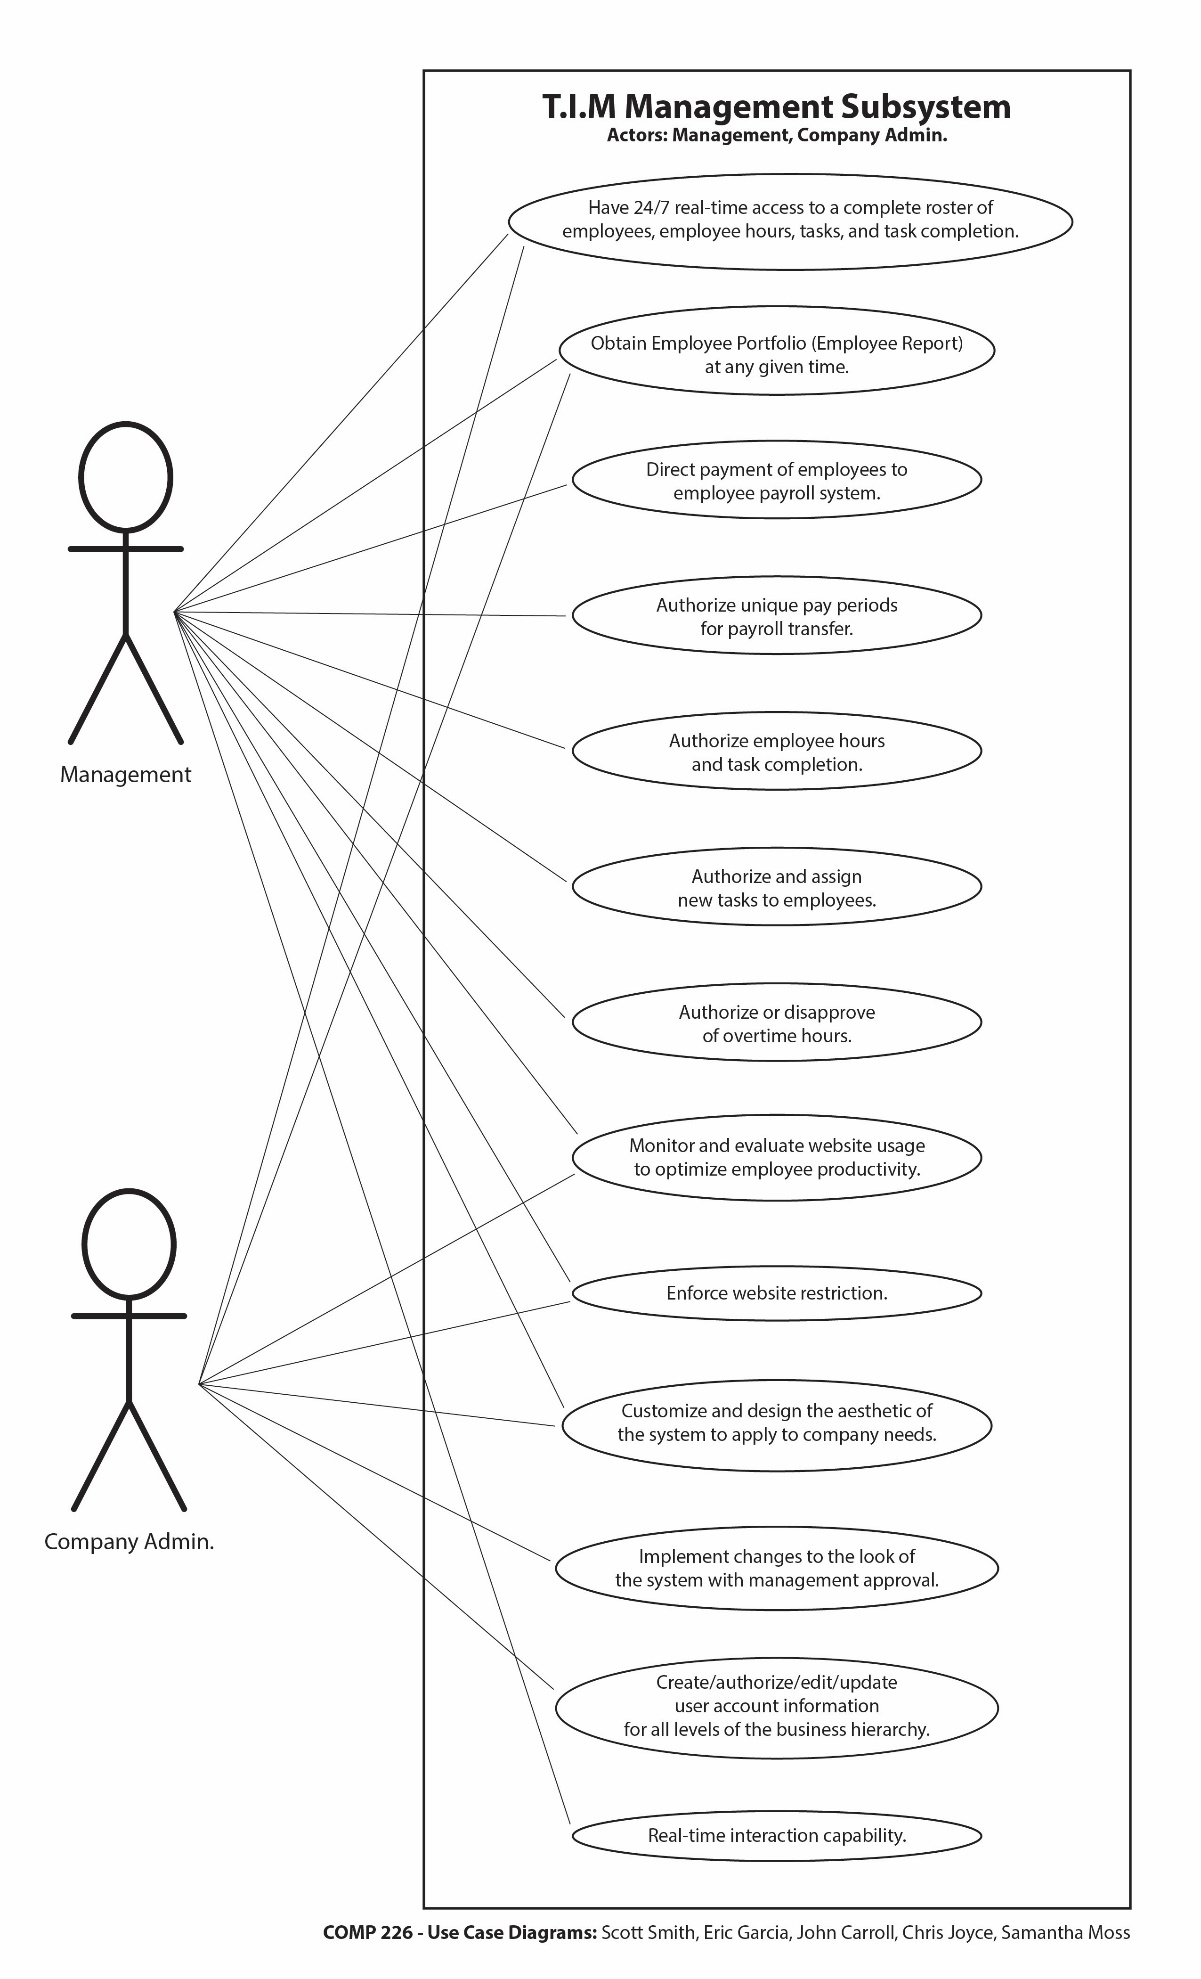 T.I.M Management Subsystem
Actors: Management, Company Admin.
Have 24/7 real-time access to a complete roster of
employees, employee hours, tasks, and task completion.
Obtain Employee Portfolio (Employee Report)
at any given time.
Direct payment of employees to
employee payroll system.
Authorize unique pay periods
for payroll transfer.
Management
Authorize employee hours
and task completion.
Authorize and assign
new tasks to employees.
Authorize or disapprove
of overtime hours.
Monitor and evaluate website usage
to optimize employee productivity.
Enforce website restriction.
Customize and design the aesthetic of
the system to apply to company needs.
Company Admin.
Implement changes to the look of
the system with management approval.
Create/authorize/edit/update
user account information
for all levels of the business hierarchy.
Real-time interaction capability.
COMP 226 - Use Case Diagrams: Scott Smith, Eric Garcia, John Carroll, Chris Joyce, Samantha Moss